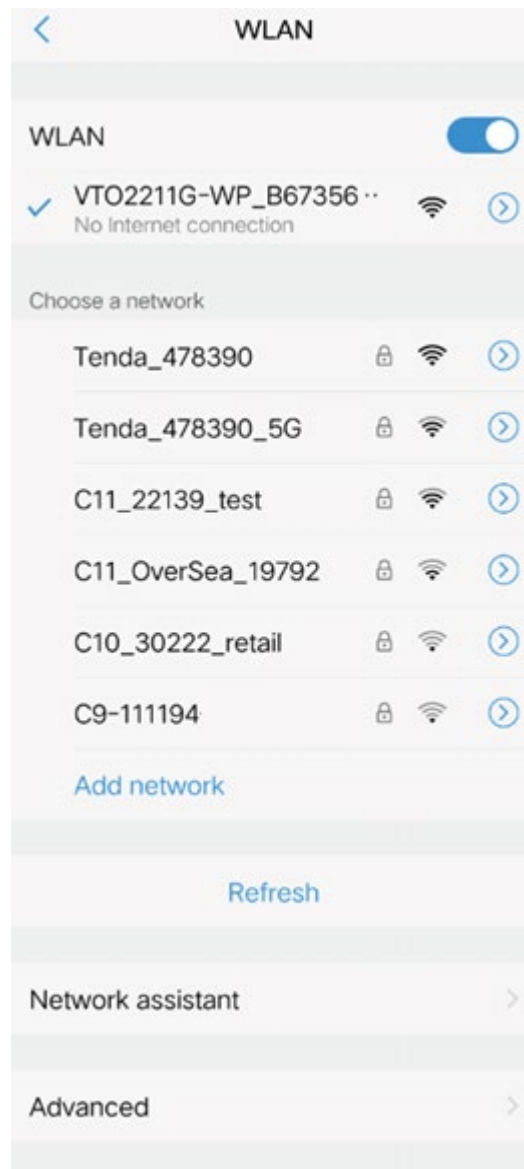 WLAN
WLAN
VTO2211G-WP_B67356··
No Internet connection
Choose a network
Tenda_478390
Tenda_478390_5G
C11_22139_test
C11_OverSea_19792
C10_30222_retail
C9-111194
Add network
Refresh
Network assistant
Advanced